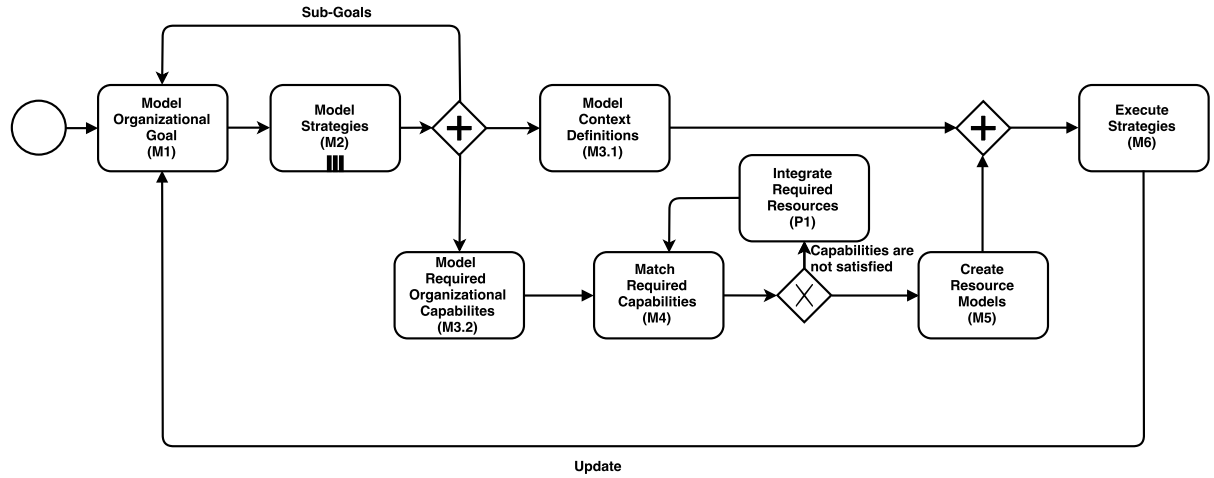 Sub-Goals
Model
Organizational
Goal
(M1)
Model
Strategies
(M2)
Model
Context
Definitions
(M3.1)
Execute
Strategies
(M6)
Integrate
Required
Resources
(P1)
Capabilities are
not satisfied
Model
Required
Organizational
Capabilites
(M3.2)
Match
Required
Capabilities
(M4)
Create
Resource
Models
(M5)
Update